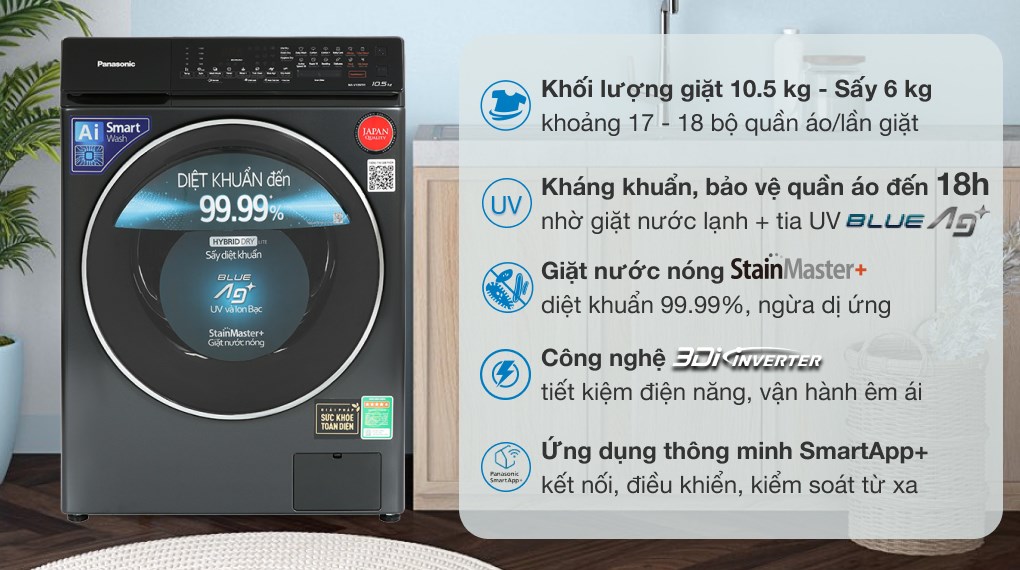 Panasonic
10.5 kg
Ai Smart
Wash
JAPAN
QUALITY
DIỆT KHUẨN đến
99.99%
HYBRID DRY
Sấy diệt khuẩn
BLUE
Ag+
UV và Ion Bạc
StainMaster+
Giặt nước nóng
GIẢI PHÁP
SỨC KHỎE
TOÀN DIỆN
Khối lượng giặt 10.5 kg - Sấy 6 kg
khoảng 17 - 18 bộ quần áo/lần giặt
UV
Kháng khuẩn, bảo vệ quần áo đến 18h
nhờ giặt nước lạnh + tia UV BLUE Ag+
Giặt nước nóng StainMaster+
diệt khuẩn 99.99%, ngừa dị ứng
Công nghệ 3Di INVERTER
tiết kiệm điện năng, vận hành êm ái
Panasonic
SmartApp+
Ứng dụng thông minh SmartApp+
kết nối, điều khiển, kiểm soát từ xa